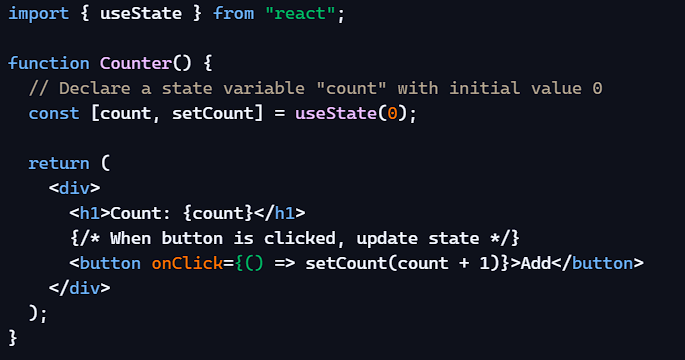 import { useState } from "react";

function Counter() {
  // Declare a state variable "count" with initial value 0
  const [count, setCount] = useState(0);

  return (
    <div>
      <h1>Count: {count}</h1>
      {/* When button is clicked, update state */}
      <button onClick={() => setCount(count + 1)}>Add</button>
    </div>
  );
}